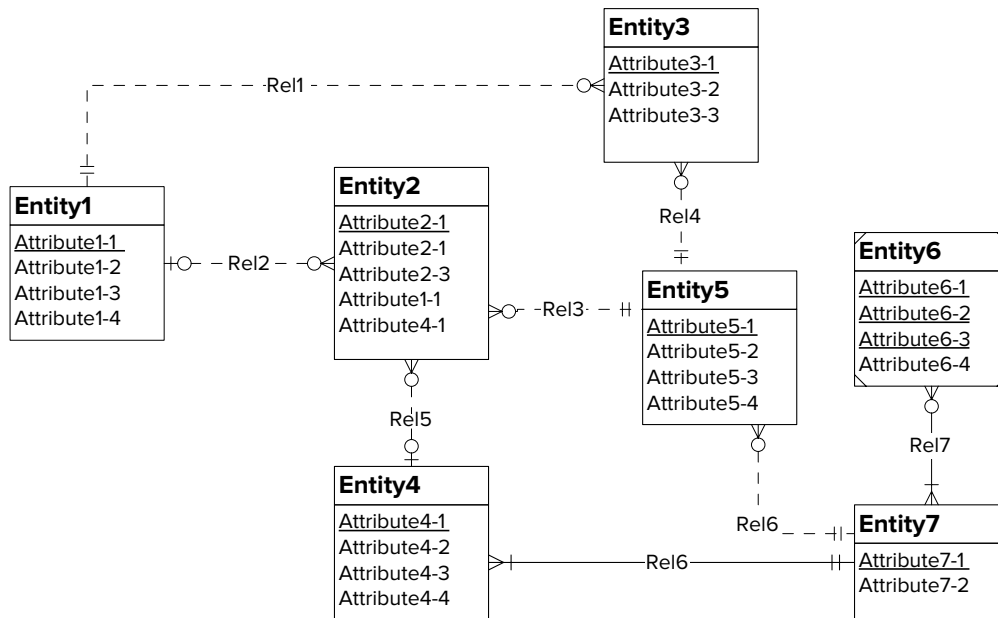 Entity3
Attribute3-1
Attribute3-2
Attribute3-3
Rel1
Entity1
Attribute1-1
Attribute1-2
Attribute1-3
Attribute1-4
Rel2
Entity2
Attribute2-1
Attribute2-1
Attribute2-3
Attribute1-1
Attribute4-1
Rel4
Rel3
Entity5
Attribute5-1
Attribute5-2
Attribute5-3
Attribute5-4
Entity6
Attribute6-1
Attribute6-2
Attribute6-3
Attribute6-4
Rel5
Rel7
Entity4
Attribute4-1
Attribute4-2
Attribute4-3
Attribute4-4
Rel6
Rel6
Entity7
Attribute7-1
Attribute7-2